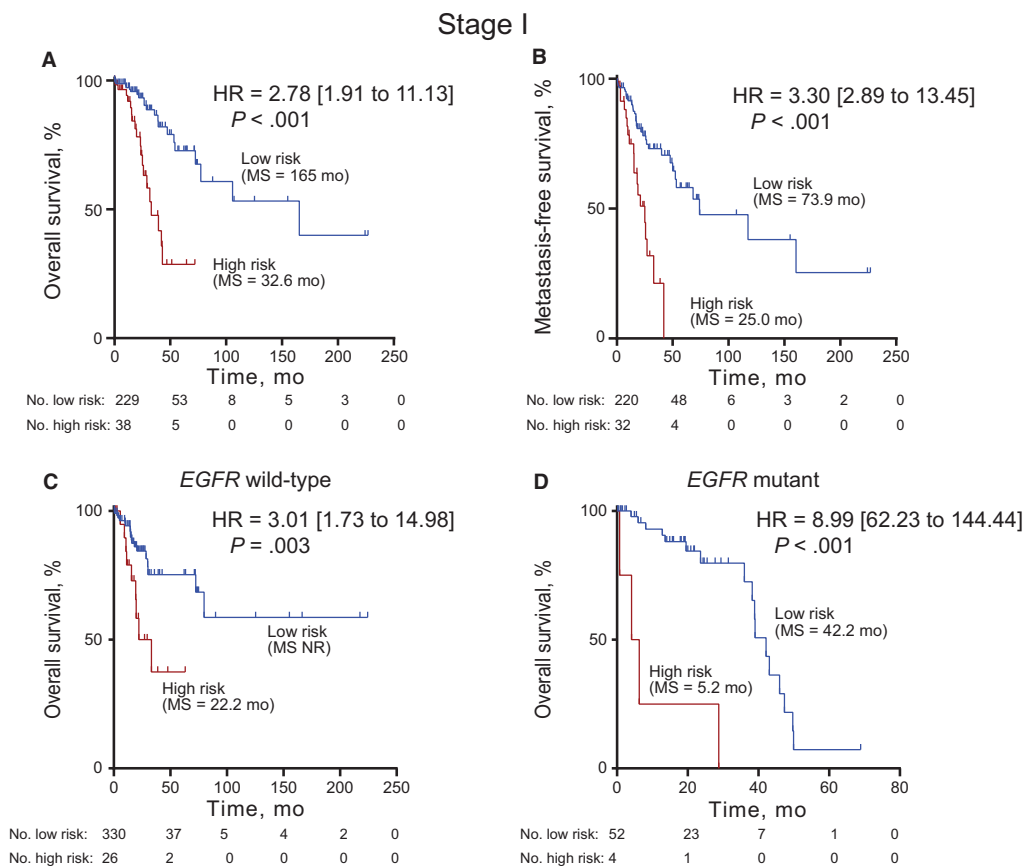 Stage I
A
100
50
0
Overall survival, %
HR = 2.78 [1.91 to 11.13]
P < .001
Low risk
(MS = 165 mo)
High risk
(MS = 32.6 mo)
0 50 100 150 200 250
Time, mo
No. low risk: 229 53 8 5 3 0
No. high risk: 38 5 0 0 0 0
B
100
50
0
Metastasis-free survival, %
HR = 3.30 [2.89 to 13.45]
P < .001
Low risk
(MS = 73.9 mo)
High risk
(MS = 25.0 mo)
0 50 100 150 200 250
Time, mo
No. low risk: 220 48 6 3 2 0
No. high risk: 32 4 0 0 0 0
C
EGFR wild-type
100
50
0
Overall survival, %
HR = 3.01 [1.73 to 14.98]
P = .003
Low risk
(MS NR)
High risk
(MS = 22.2 mo)
0 50 100 150 200 250
Time, mo
No. low risk: 330 37 5 4 2 0
No. high risk: 26 2 0 0 0 0
D
EGFR mutant
100
50
0
Overall survival, %
HR = 8.99 [62.23 to 144.44]
P < .001
Low risk
(MS = 42.2 mo)
High risk
(MS = 5.2 mo)
0 20 40 60 80
Time, mo
No. low risk: 52 23 7 1 0
No. high risk: 4 1 0 0 0